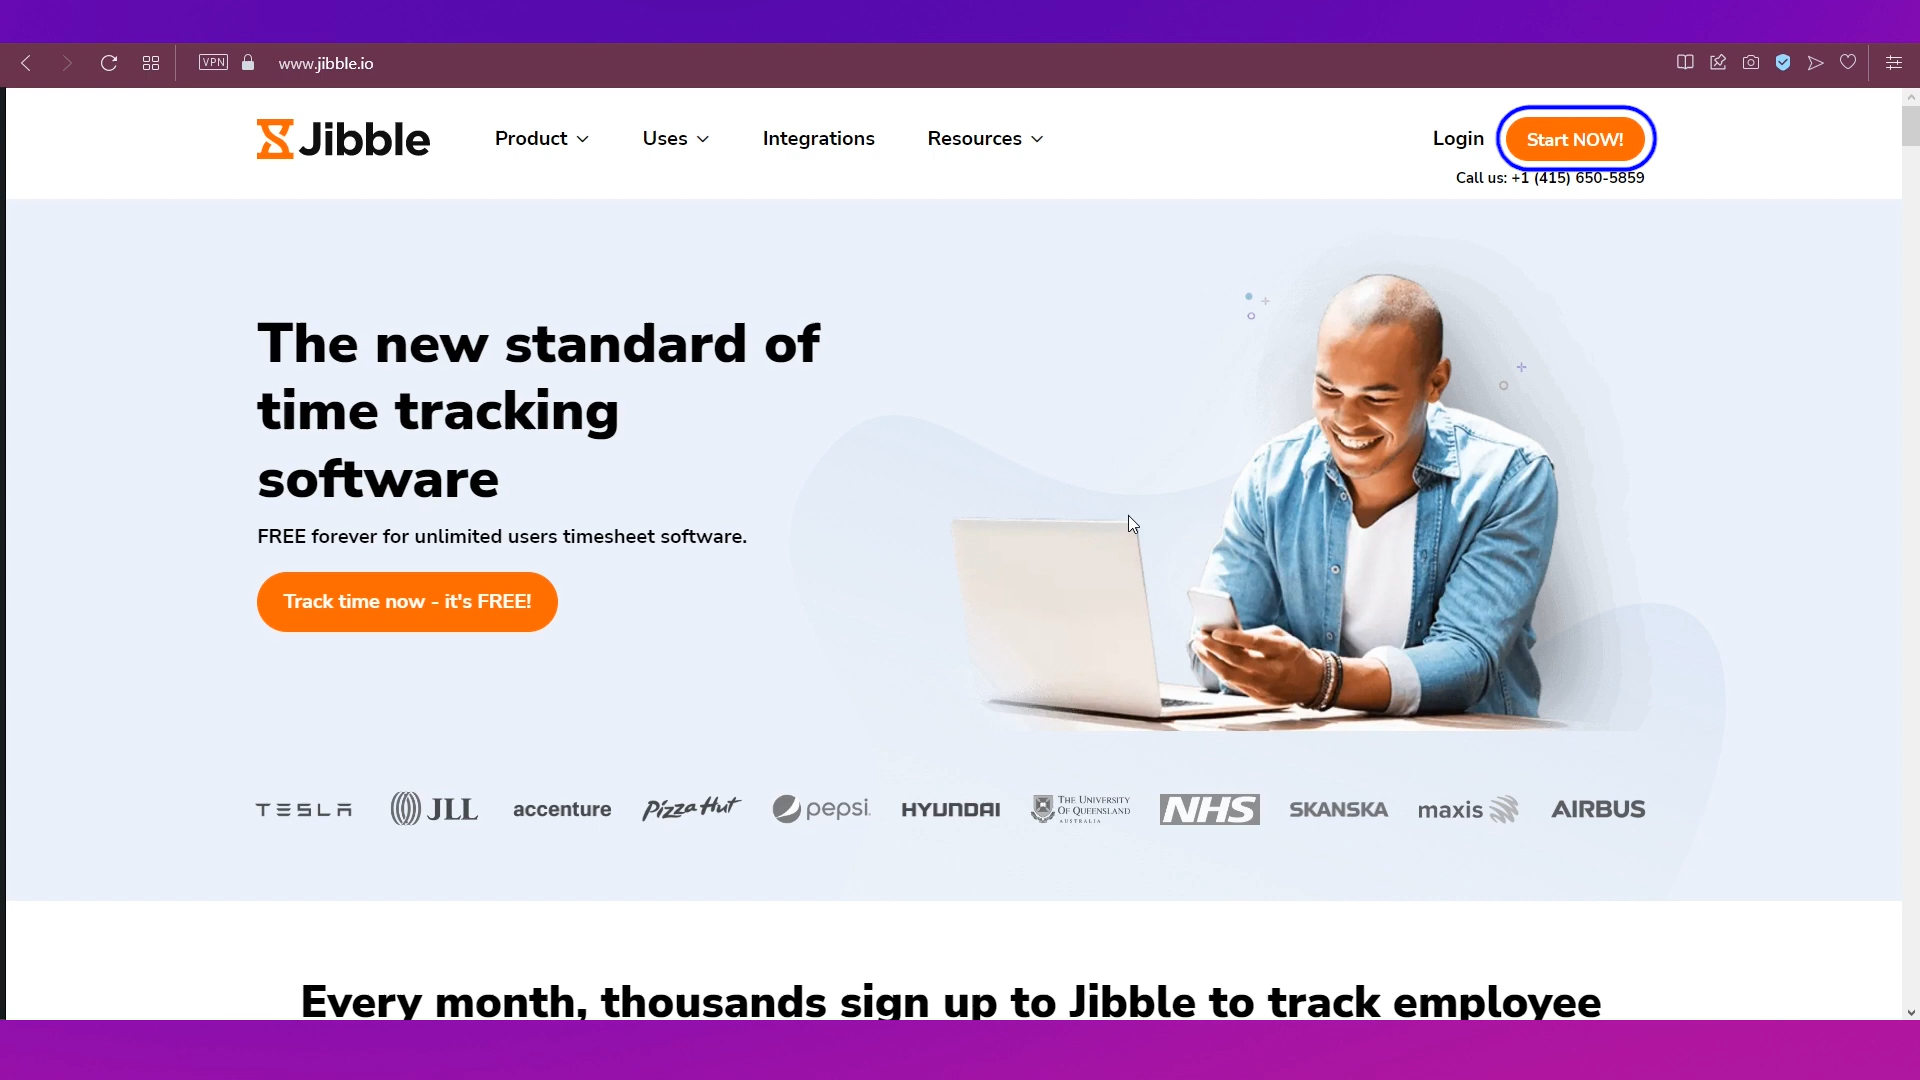 VPN
www.jibble.io
Jibble
Product
Uses
Integrations
Resources
Login
Start NOW!
Call us: +1 (415) 650-5859
The new standard of
time tracking
software
FREE forever for unlimited users timesheet software.
Track time now - it's FREE!
TESLA
JLL
accenture
Pizza Hut
pepsi.
HYUNDAI
THE UNIVERSITY
OF QUEENSLAND
AUSTRALIA
NHS
SKANSKA
maxis
AIRBUS
Every month, thousands sign up to Jibble to track employee